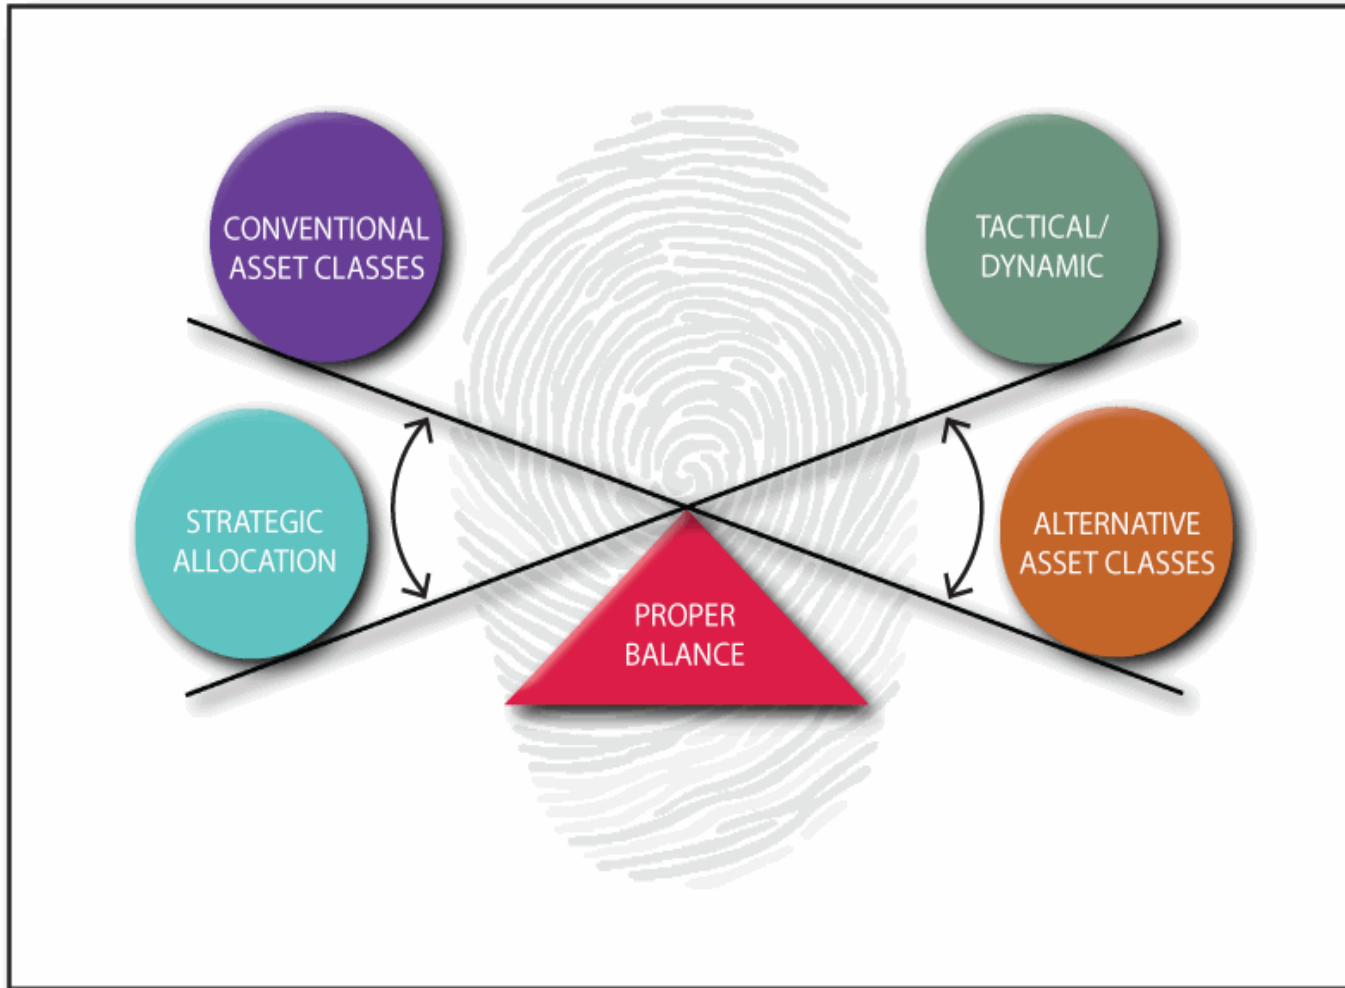 CONVENTIONAL
ASSET CLASSES
TACTICAL/
DYNAMIC
STRATEGIC
ALLOCATION
ALTERNATIVE
ASSET CLASSES
PROPER
BALANCE